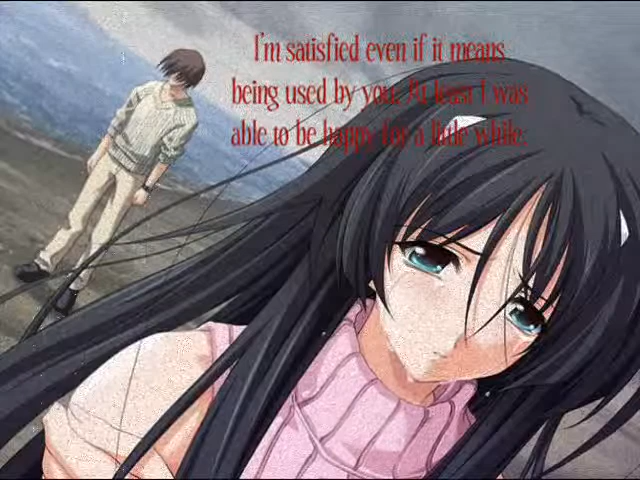 I'm satisfied even if it means
being used by you. At least I was
able to be happy for a little while.